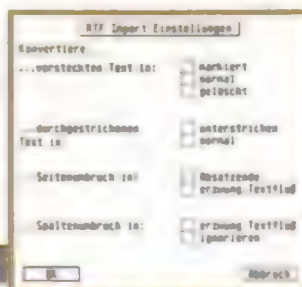 RTF Import Einstellungen
Konvertiere
...versteckten Text in:
markiert
normal
gelöscht
...durchgestrichenen
Text in
unterstrichen
normal
...Seitenumbruch in:
Absatzende
erzwung Textfluß
...Spaltenumbruch in:
erzwung Textfluß
ignorieren
OK
Abbruch